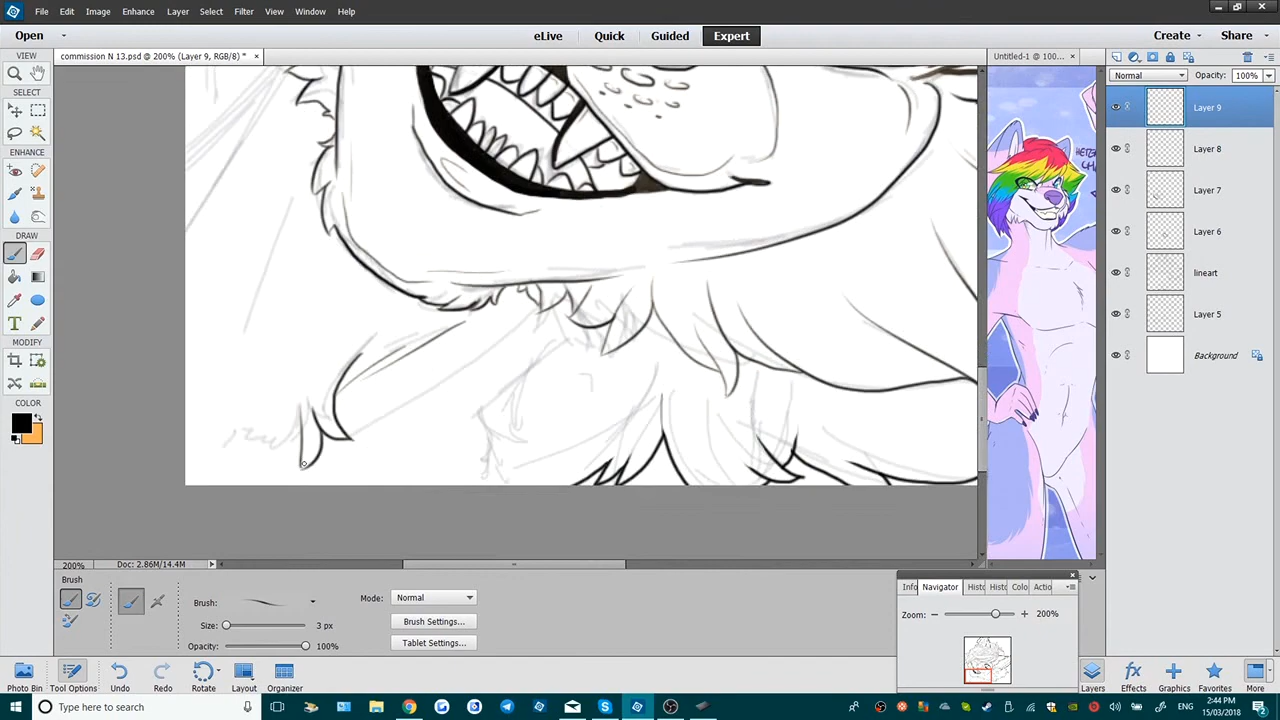 File Edit Image Enhance Layer Select Filter View Window Help
Open eLive Quick Guided Expert Create Share
VIEW
commission N 13.psd @ 200% (Layer 9, RGB/8) *
Untitled-1 @ 100...
Normal Opacity: 100%
SELECT
Layer 9
Layer 8
ENHANCE
Layer 7
Layer 6
DRAW
lineart
Layer 5
MODIFY
Background
COLOR
200% Doc: 2.86M/14.4M
Brush
Info Navigator Histc Histc Colo Actio
Brush: Mode: Normal
Zoom: 200%
Size: 3 px Brush Settings...
Opacity: 100% Tablet Settings...
Photo Bin Tool Options Undo Redo Rotate Layout Organizer Layers Effects Graphics Favorites More
Type here to search
ENG
2:44 PM
15/03/2018
2